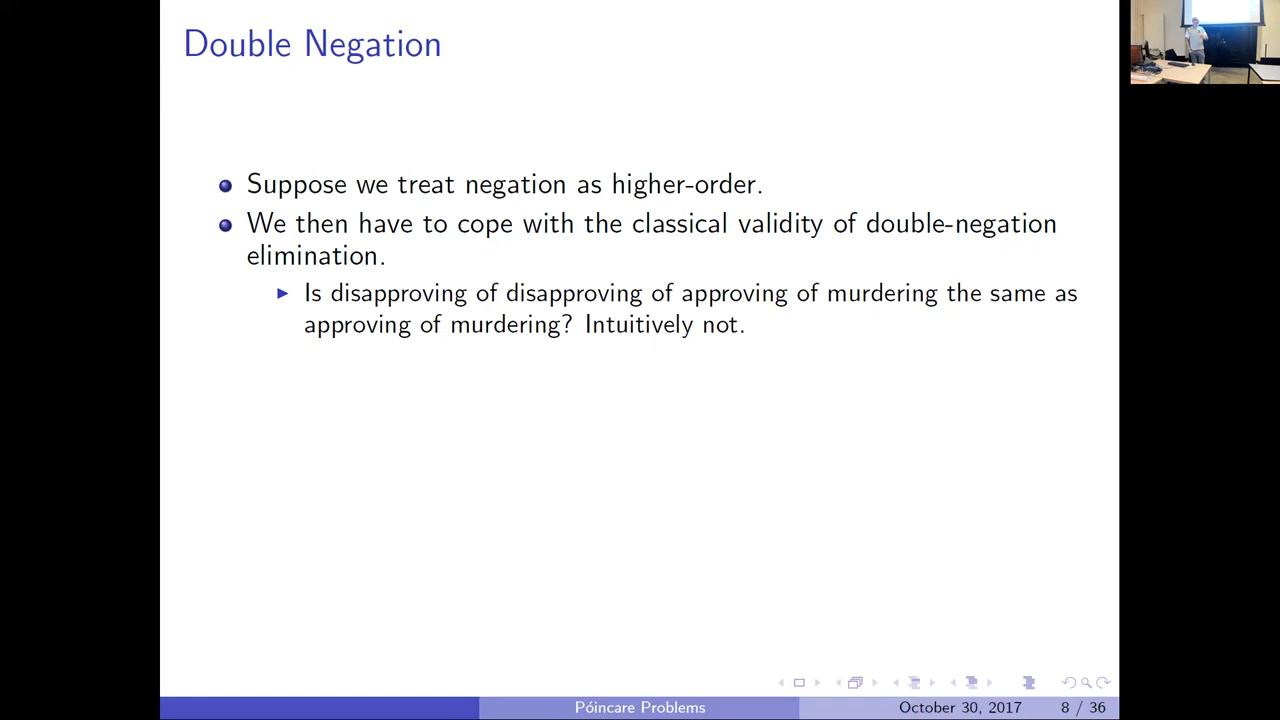 Double Negation
Suppose we treat negation as higher-order.
We then have to cope with the classical validity of double-negation
elimination.
Is disapproving of disapproving of approving of murdering the same as
approving of murdering? Intuitively not.
Póincare Problems
October 30, 2017
8 / 36